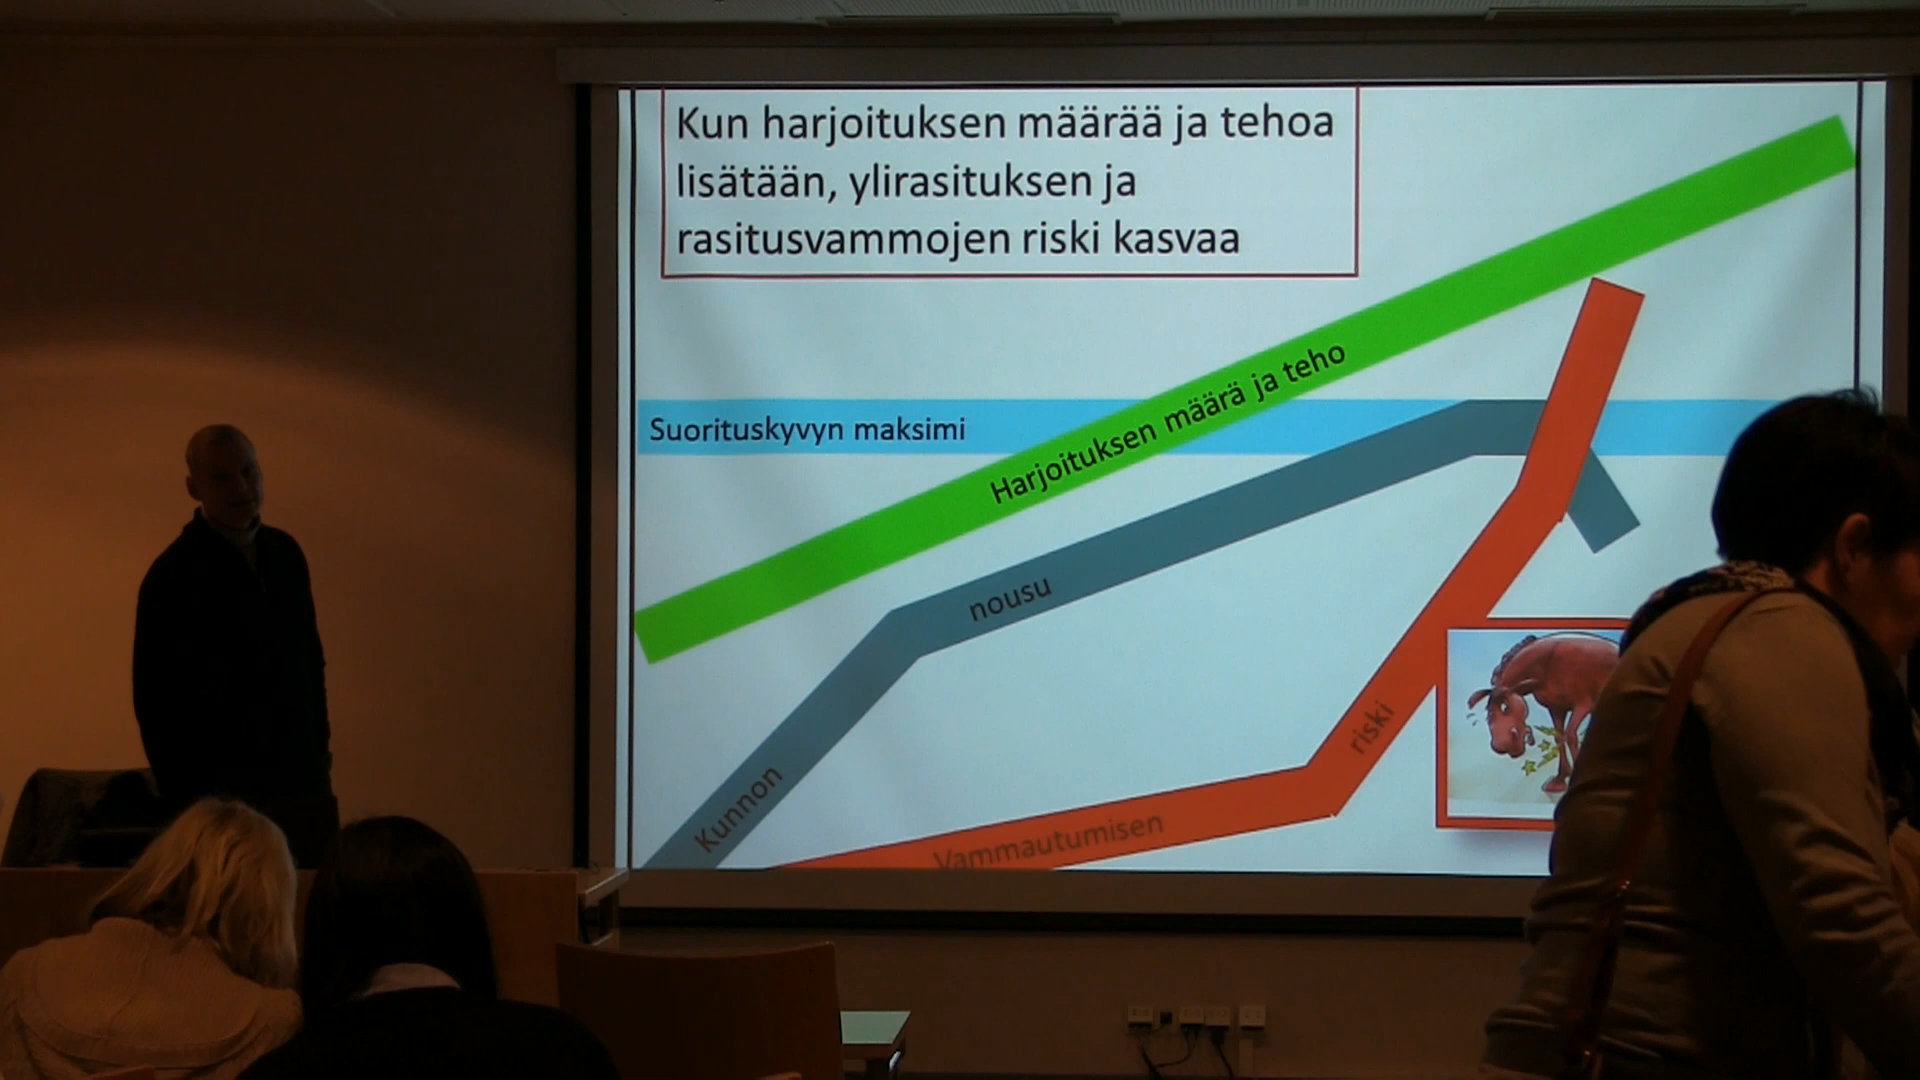 Kun harjoituksen määrää ja tehoa
lisätään, ylirasituksen ja
rasitusvammojen riski kasvaa
Suorituskyvyn maksimi
Harjoituksen määrä ja teho
Kunnon nousu
Vammautumisen riski